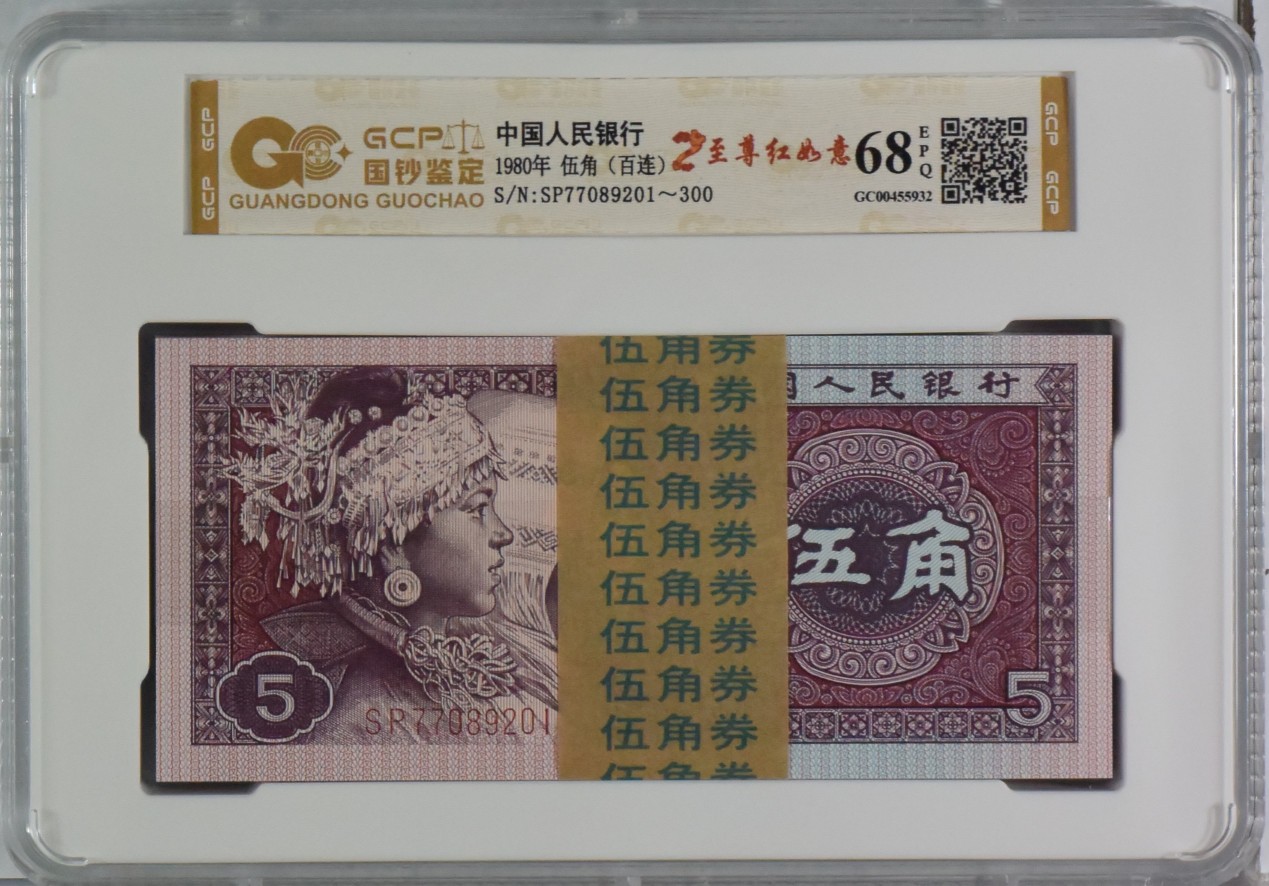 GCP
GCP
GC
GCP
国钞鉴定
GUANGDONG GUOCHAO
中国人民银行
1980年 伍角（百连）
S/N:SP77089201～300
至尊红如意
68
EPQ
GC00455932
GCP
GCP
伍角券
伍角券
伍角券
伍角券
伍角券
伍角券
伍角券
伍角券
伍角券
伍角券
国人民银行
伍角
5
SP77089201
5